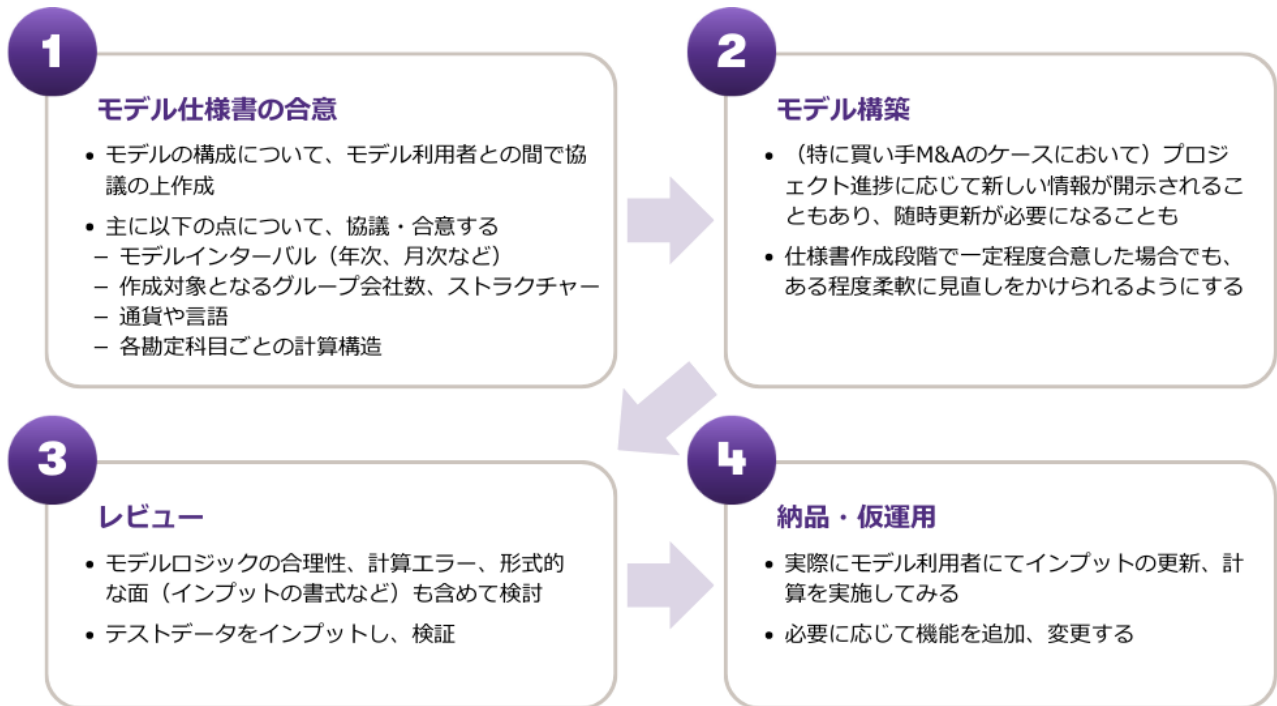 1
モデル仕様書の合意
• モデルの構成について、モデル利用者との間で協
議の上作成
• 主に以下の点について、協議・合意する
– モデルインターバル（年次、月次など）
– 作成対象となるグループ会社数、ストラクチャー
– 通貨や言語
– 各勘定科目ごとの計算構造
2
モデル構築
• （特に買い手M&Aのケースにおいて）プロジ
ェクト進捗に応じて新しい情報が開示されるこ
ともあり、随時更新が必要になることも
• 仕様書作成段階で一定程度合意した場合でも、
ある程度柔軟に見直しをかけられるようにする
3
レビュー
• モデルロジックの合理性、計算エラー、形式的
な面（インプットの書式など）も含めて検討
• テストデータをインプットし、検証
4
納品・仮運用
• 実際にモデル利用者にてインプットの更新、計
算を実施してみる
• 必要に応じて機能を追加、変更する